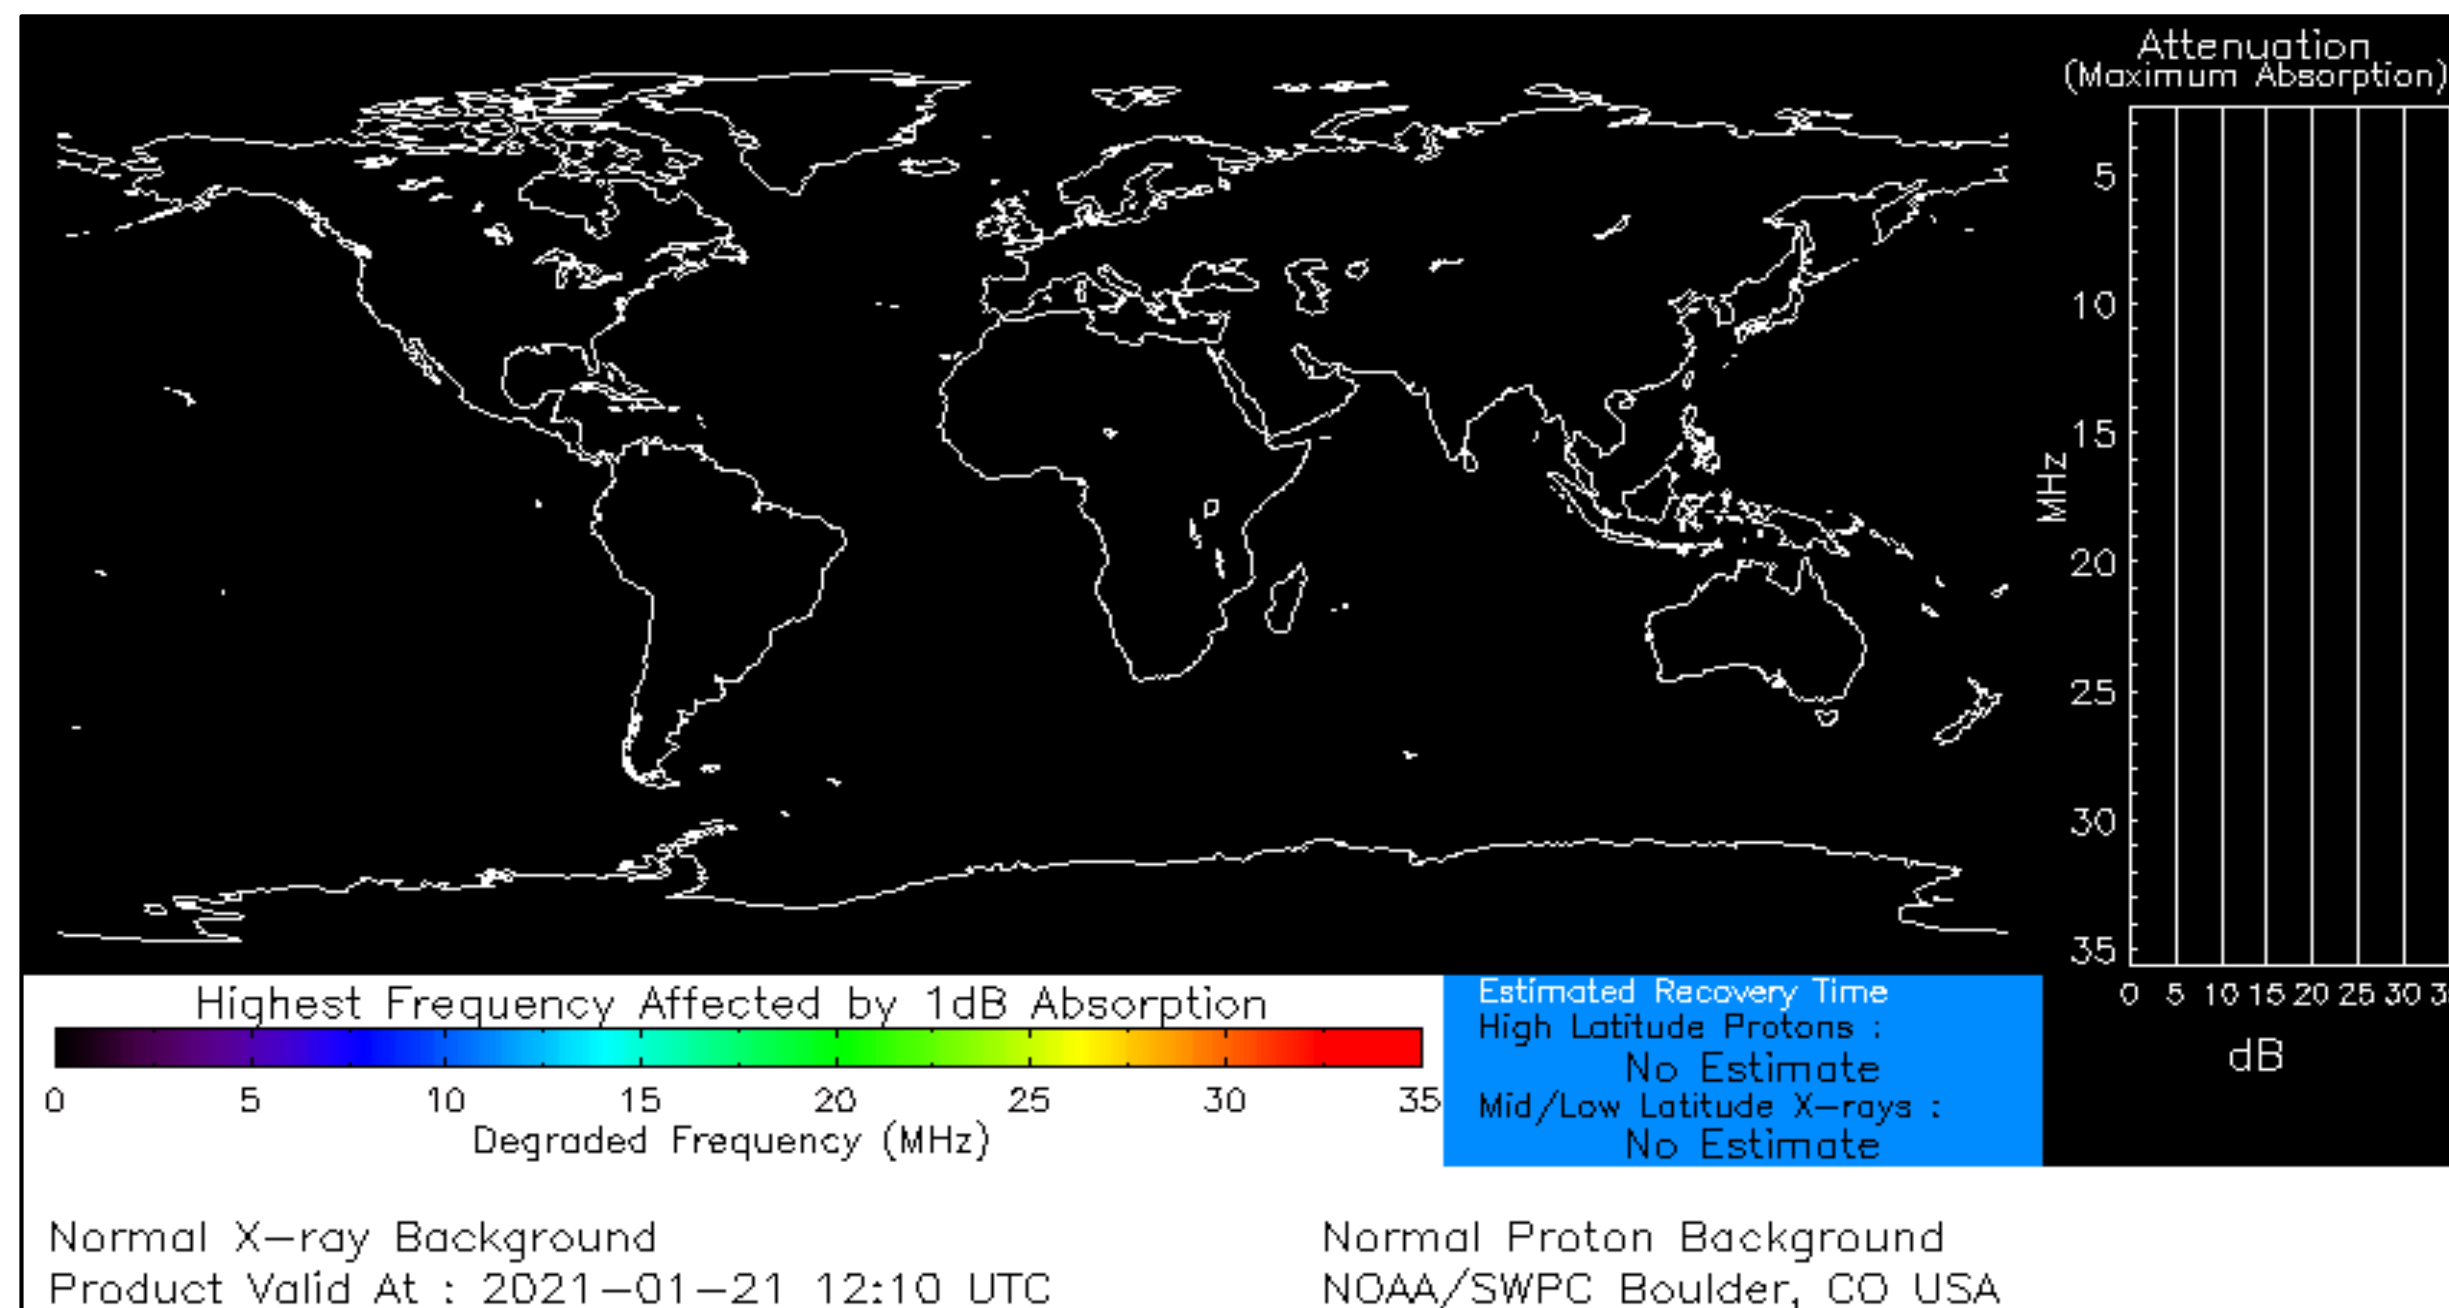 Attenuation
(Maximum Absorption)
5
10
15
20
25
30
35
MHz
0 5 10 15 20 25 30
dB
Highest Frequency Affected by 1dB Absorption
0 5 10 15 20 25 30 35
Degraded Frequency (MHz)
Estimated Recovery Time
High Latitude Protons :
No Estimate
Mid/Low Latitude X-rays :
No Estimate
Normal X-ray Background
Product Valid At : 2021-01-21 12:10 UTC
Normal Proton Background
NOAA/SWPC Boulder, CO USA